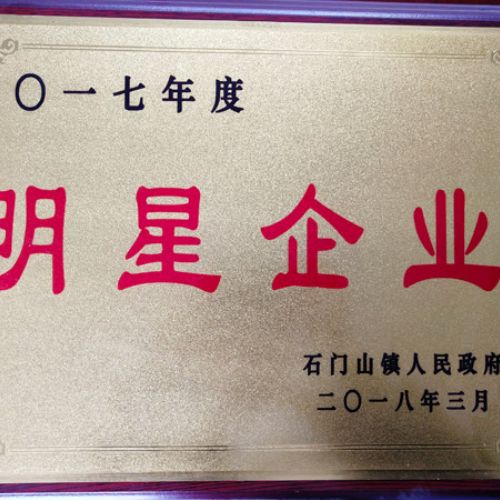 〇一七年度
明星企业
石门山镇人民政府
二〇一八年三月